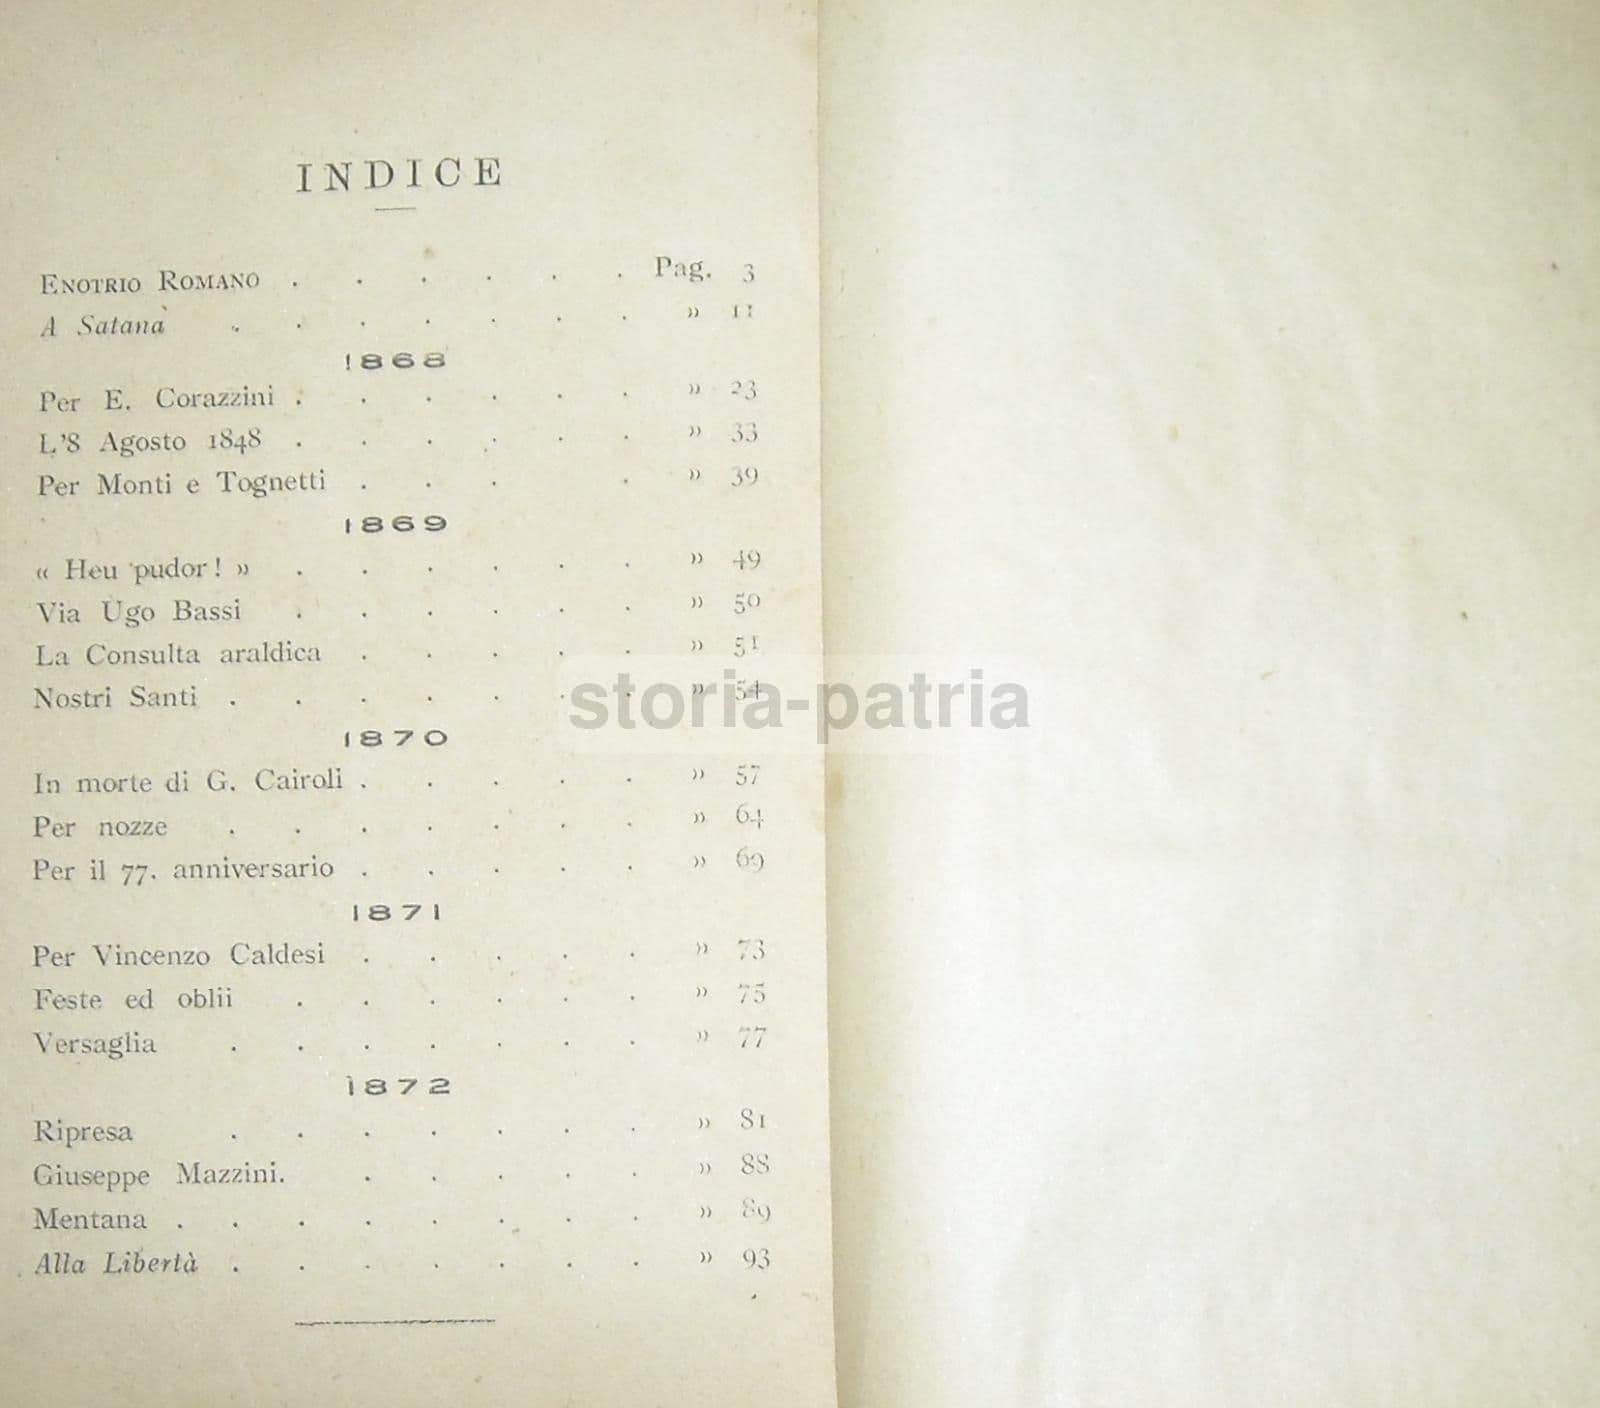 INDICE
ENOTRIO ROMANO . . . . . . Pag. 3
A Satana . . . . . . . » 11
1868
Per E. Corazzini . . . . . . » 23
L'8 Agosto 1848 . . . . . . » 33
Per Monti e Tognetti . . . . » 39
1869
« Heu pudor! » . . . . . . » 49
Via Ugo Bassi . . . . . . » 50
La Consulta araldica . . . . . » 51
Nostri Santi . . . . . . . » 54
storia-patria
1870
In morte di G. Cairoli . . . . . » 57
Per nozze . . . . . . . » 64
Per il 77. anniversario . . . . . » 69
1871
Per Vincenzo Caldesi . . . . . » 73
Feste ed oblii . . . . . . » 75
Versaglia . . . . . . . » 77
1872
Ripresa . . . . . . . » 81
Giuseppe Mazzini. . . . . . » 88
Mentana . . . . . . . . » 89
Alla Libertà . . . . . . . » 93